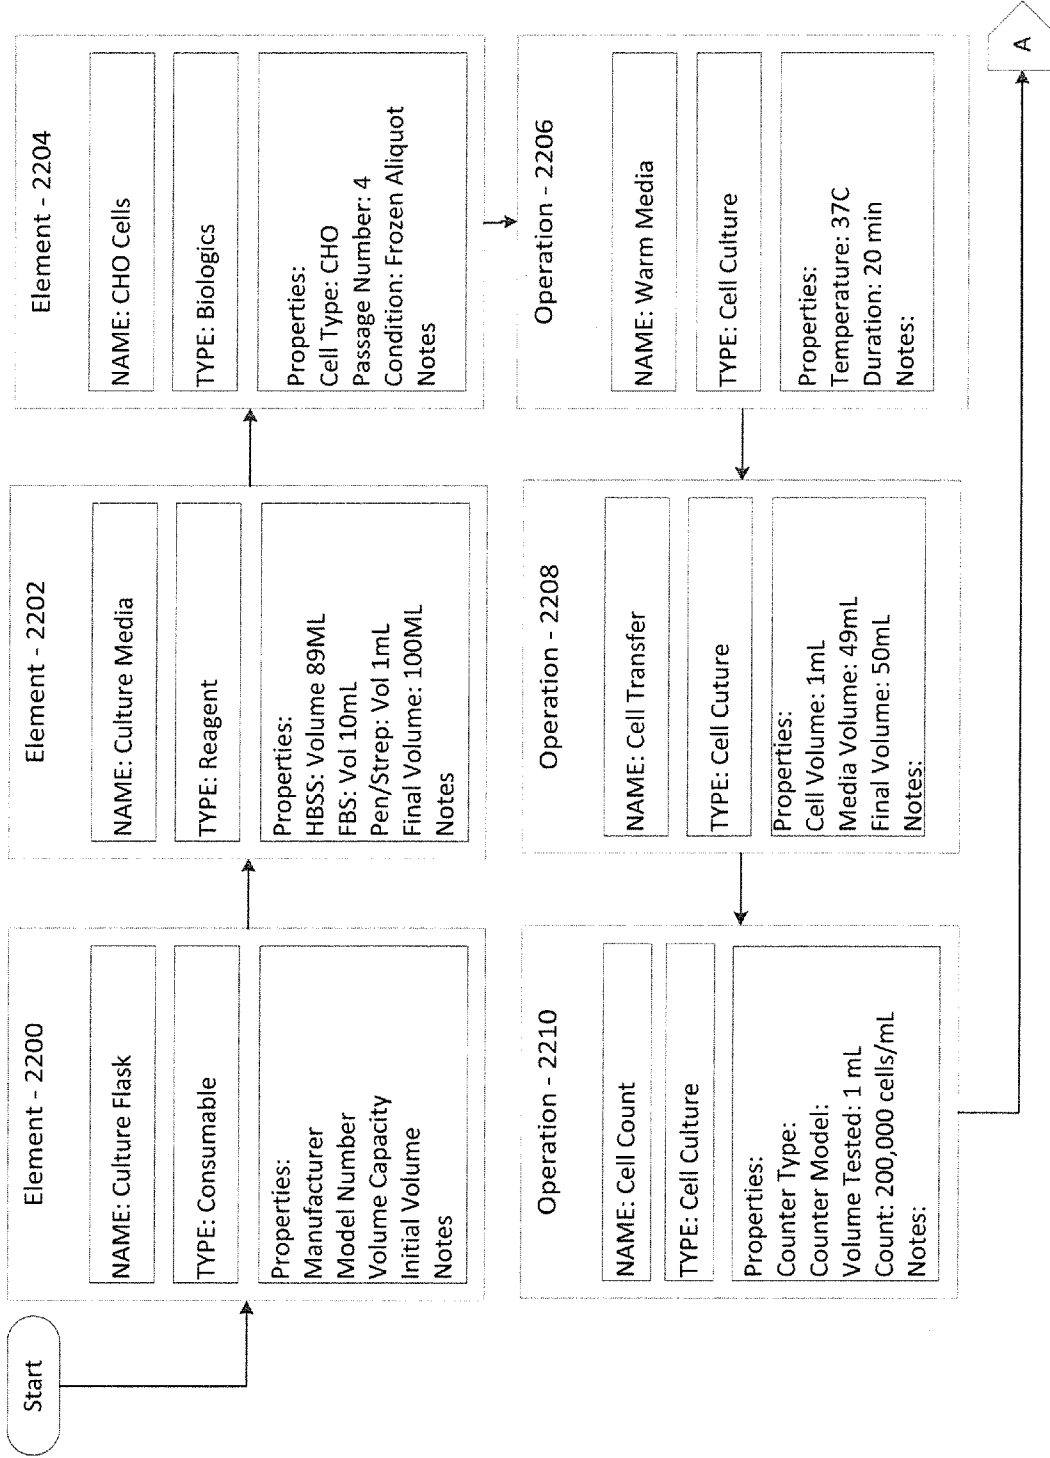 Start
Element - 2200
NAME: Culture Flask
TYPE: Consumable
Properties:
Manufacturer
Model Number
Volume Capacity
Initial Volume
Notes
Element - 2202
NAME: Culture Media
TYPE: Reagent
Properties:
HBSS: Volume 89ML
FBS: Vol 10mL
Pen/Strep: Vol 1mL
Final Volume: 100ML
Notes
Element - 2204
NAME: CHO Cells
TYPE: Biologics
Properties:
Cell Type: CHO
Passage Number: 4
Condition: Frozen Aliquot
Notes
Operation - 2206
NAME: Warm Media
TYPE: Cell Culture
Properties:
Temperature: 37C
Duration: 20 min
Notes:
Operation - 2208
NAME: Cell Transfer
TYPE: Cell Cuture
Properties:
Cell Volume: 1mL
Media Volume: 49mL
Final Volume: 50mL
Notes:
Operation - 2210
NAME: Cell Count
TYPE: Cell Culture
Properties:
Counter Type:
Counter Model:
Volume Tested: 1 mL
Count: 200,000 cells/mL
Notes:
A